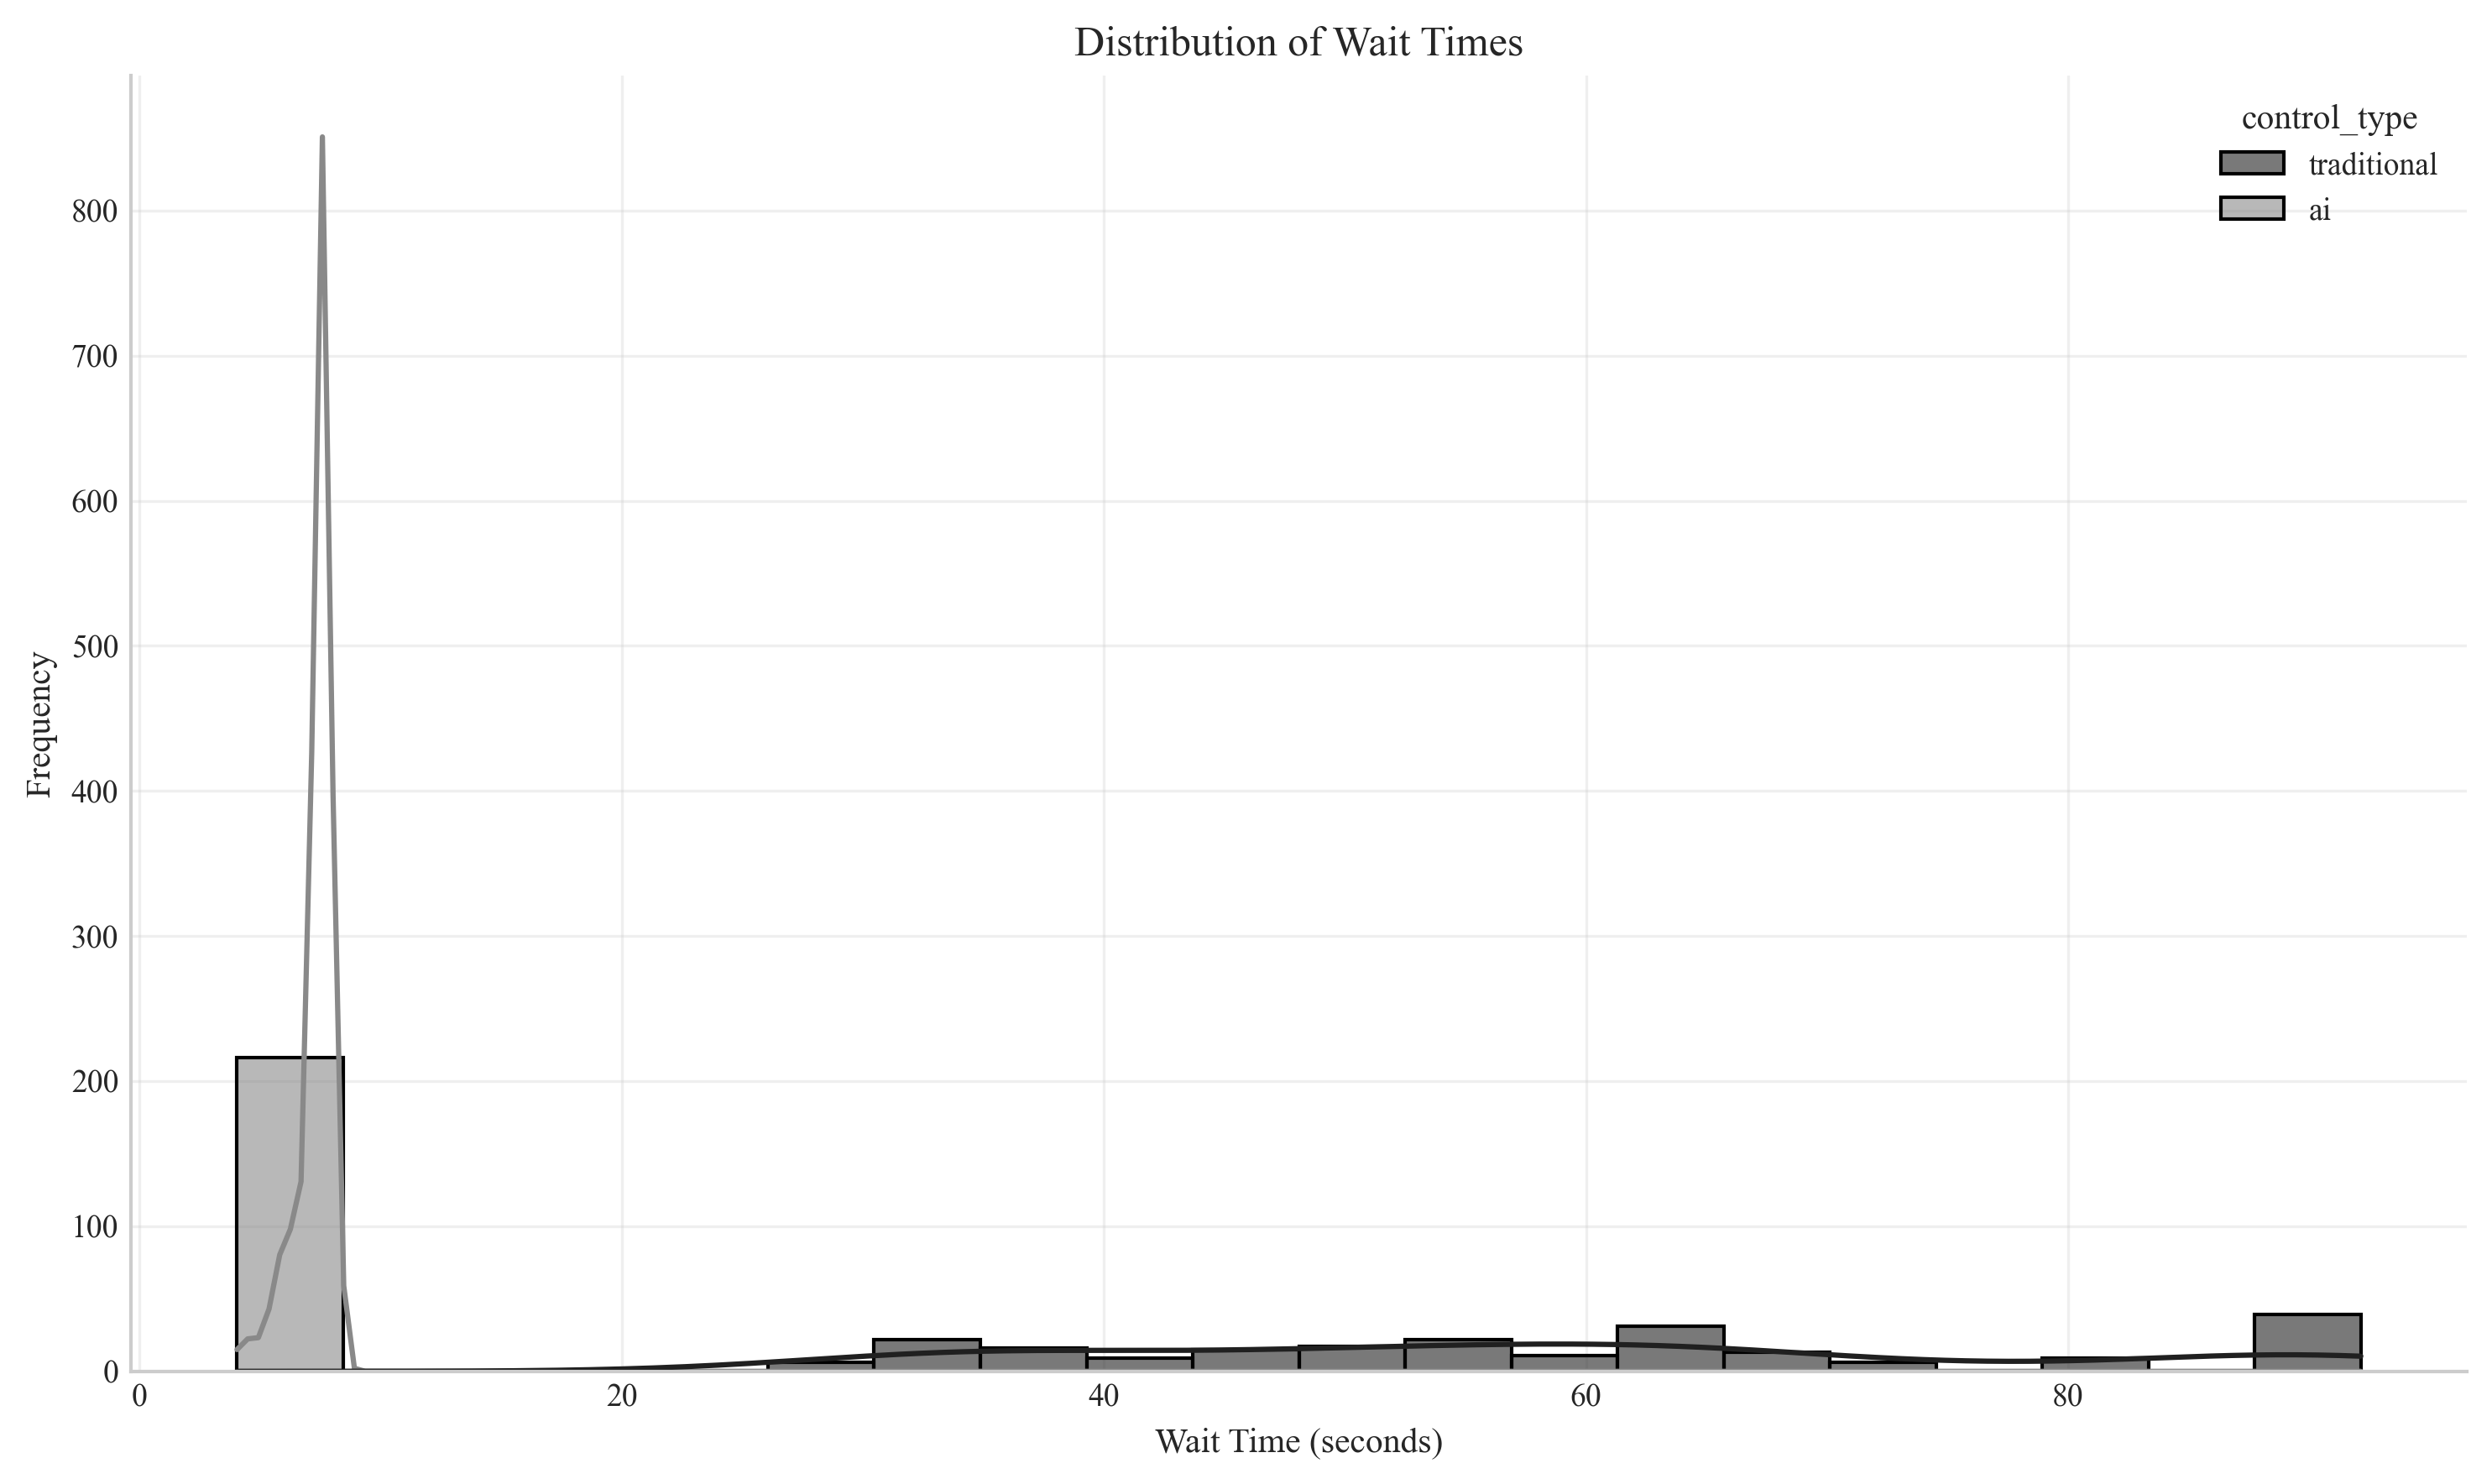 Distribution of Wait Times
control_type
traditional
ai
800
700
600
500
400
300
200
100
0
Frequency
0 20 40 60 80
Wait Time (seconds)